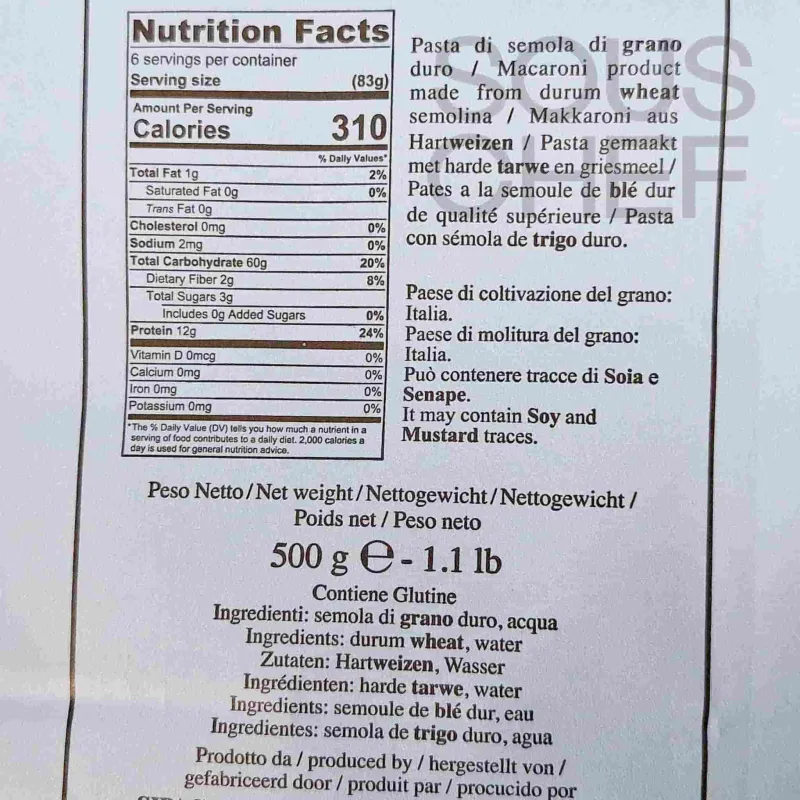 Nutrition Facts
6 servings per container
Serving size (83g)
Amount Per Serving
Calories 310
% Daily Values*
Total Fat 1g 2%
Saturated Fat 0g 0%
Trans Fat 0g
Cholesterol 0mg 0%
Sodium 2mg 0%
Total Carbohydrate 60g 20%
Dietary Fiber 2g 8%
Total Sugars 3g
Includes 0g Added Sugars 0%
Protein 12g 24%
Vitamin D 0mcg 0%
Calcium 0mg 0%
Iron 0mg 0%
Potassium 0mg 0%
*The % Daily Value (DV) tells you how much a nutrient in a
serving of food contributes to a daily diet. 2,000 calories a
day is used for general nutrition advice.
SOUS
CHEF
Pasta di semola di grano
duro / Macaroni product
made from durum wheat
semolina / Makkaroni aus
Hartweizen / Pasta gemaakt
met harde tarwe en griesmeel /
Pates a la semoule de blé dur
de qualité supérieure / Pasta
con sémola de trigo duro.
Paese di coltivazione del grano:
Italia.
Paese di molitura del grano:
Italia.
Può contenere tracce di Soia e
Senape.
It may contain Soy and
Mustard traces.
Peso Netto / Net weight / Nettogewicht / Nettogewicht /
Poids net / Peso neto
500 g ℮ - 1.1 lb
Contiene Glutine
Ingredienti: semola di grano duro, acqua
Ingredients: durum wheat, water
Zutaten: Hartweizen, Wasser
Ingrédienten: harde tarwe, water
Ingredients: semoule de blé dur, eau
Ingredientes: semola de trigo duro, agua
Prodotto da / produced by / hergestellt von /
gefabriceerd door / produit par / procucido por